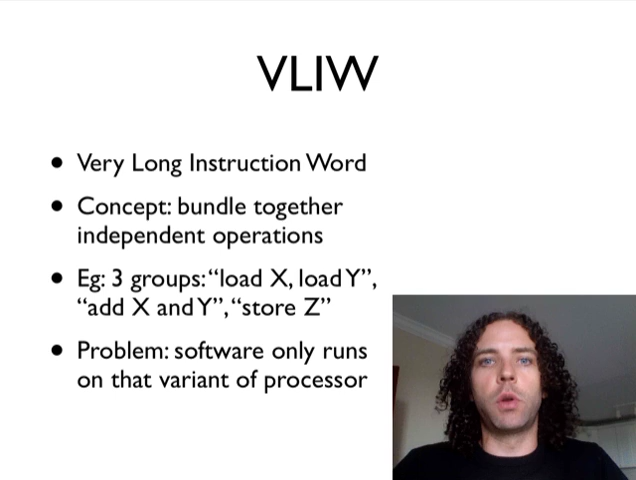 VLIW
• Very Long Instruction Word
• Concept: bundle together
independent operations
• Eg: 3 groups: “load X, load Y”,
“add X and Y”, “store Z”
• Problem: software only runs
on that variant of processor